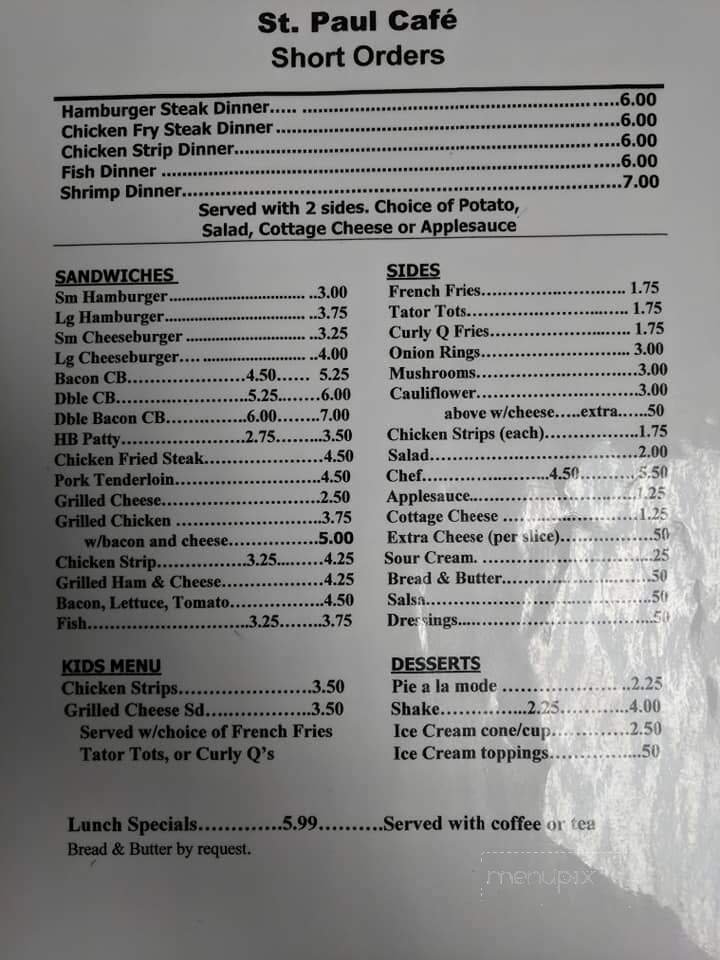 St. Paul Café
Short Orders
Hamburger Steak Dinner..... ..........................................................6.00
Chicken Fry Steak Dinner ..............................................................6.00
Chicken Strip Dinner......................................................................6.00
Fish Dinner ....................................................................................6.00
Shrimp Dinner................................................................................7.00
Served with 2 sides. Choice of Potato,
Salad, Cottage Cheese or Applesauce
SANDWICHES
Sm Hamburger................................ ..3.00
Lg Hamburger................................. ..3.75
Sm Cheeseburger ............................ ..3.25
Lg Cheeseburger.... ........................ ..4.00
Bacon CB.......................4.50...... 5.25
Dble CB.........................5.25.........6.00
Dble Bacon CB...............6.00........7.00
HB Patty........................2.75.........3.50
Chicken Fried Steak.......................4.50
Pork Tenderloin.............................4.50
Grilled Cheese...............................2.50
Grilled Chicken .............................3.75
w/bacon and cheese.................5.00
Chicken Strip.................3.25..........4.25
Grilled Ham & Cheese....................4.25
Bacon, Lettuce, Tomato..................4.50
Fish...............................3.25........3.75
SIDES
French Fries............................ 1.75
Tator Tots............................... 1.75
Curly Q Fries........................... 1.75
Onion Rings............................. 3.00
Mushrooms...............................3.00
Cauliflower...............................3.00
above w/cheese.....extra......50
Chicken Strips (each)..................1.75
Salad........................................2.00
Chef........................4.50...........5.50
Applesauce................................1.25
Cottage Cheese .........................1.25
Extra Cheese (per slice)................50
Sour Cream. ...............................25
Bread & Butter............................50
Salsa..........................................50
Dressings....................................50
KIDS MENU
Chicken Strips.........................3.50
Grilled Cheese Sd....................3.50
Served w/choice of French Fries
Tator Tots, or Curly Q's
DESSERTS
Pie a la mode .........................2.25
Shake................2.25.............4.00
Ice Cream cone/cup...............2.50
Ice Cream toppings..................50
Lunch Specials................5.99..........Served with coffee or tea
Bread & Butter by request.
menupix